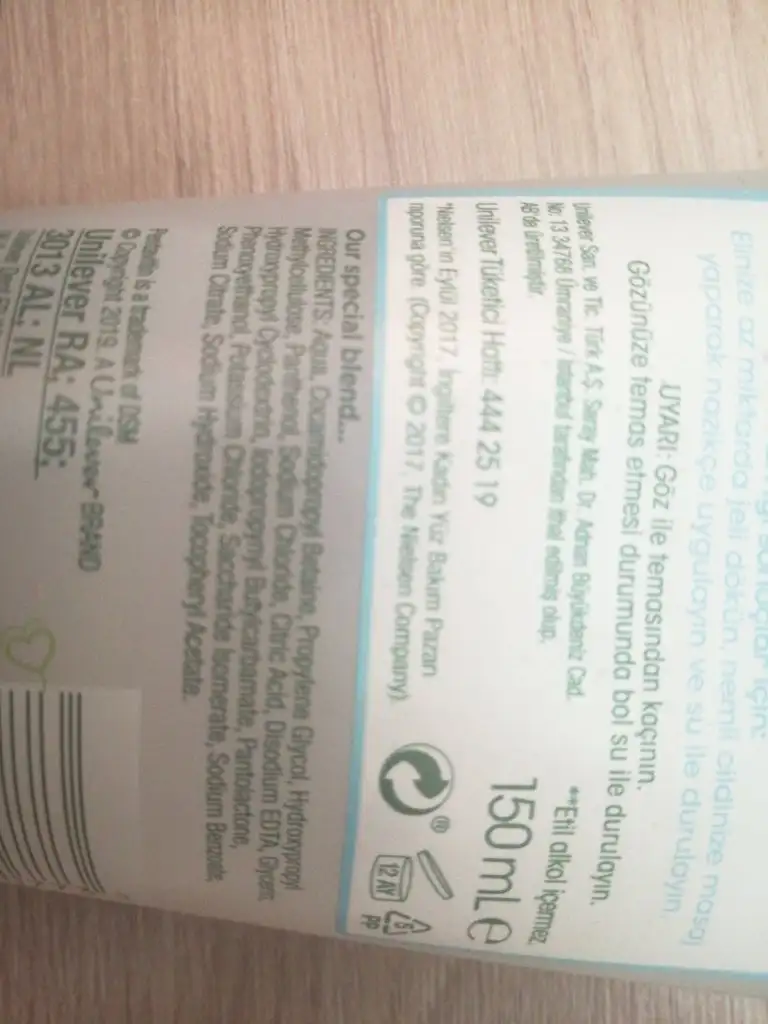 için:
Elinize az miktarda jeli dökün, nemli cildinize masaj
yaparak nazikçe uygulayın ve su ile durulayın.
UYARI: Göz ile temasından kaçının.
Gözünüze temas etmesi durumunda bol su ile durulayın.
Unilever San. ve Tic. Türk A.Ş. Saray Mah. Dr. Adnan Büyükdeniz Cad.
No: 13 34768 Ümraniye / İstanbul tarafından ithal edilmiş olup,
AB'de üretilmiştir.
**Etil alkol içermez.
Unilever Tüketici Hattı: 444 25 19
150 mL e
*Nielsen'in Eylül 2017, İngiltere Kadın Yüz Bakım Pazarı
raporuna göre. (Copyright © 2017, The Nielsen Company).
12 AY
5
PP
Our special blend...
INGREDIENTS: Aqua, Cocamidopropyl Betaine, Propylene Glycol, Hydroxypropyl
Methylcellulose, Panthenol, Sodium Chloride, Citric Acid, Disodium EDTA, Glycerin,
Hydroxypropyl Cyclodextrin, Iodopropynyl Butylcarbamate, Pantolactone,
Phenoxyethanol, Potassium Chloride, Saccharide Isomerate, Sodium Benzoate,
Sodium Citrate, Sodium Hydroxide, Tocopheryl Acetate.
is a trademark of DSM
© Copyright 2019. A Unilever BRAND
Unilever RA: 455:
3013 AL: NL